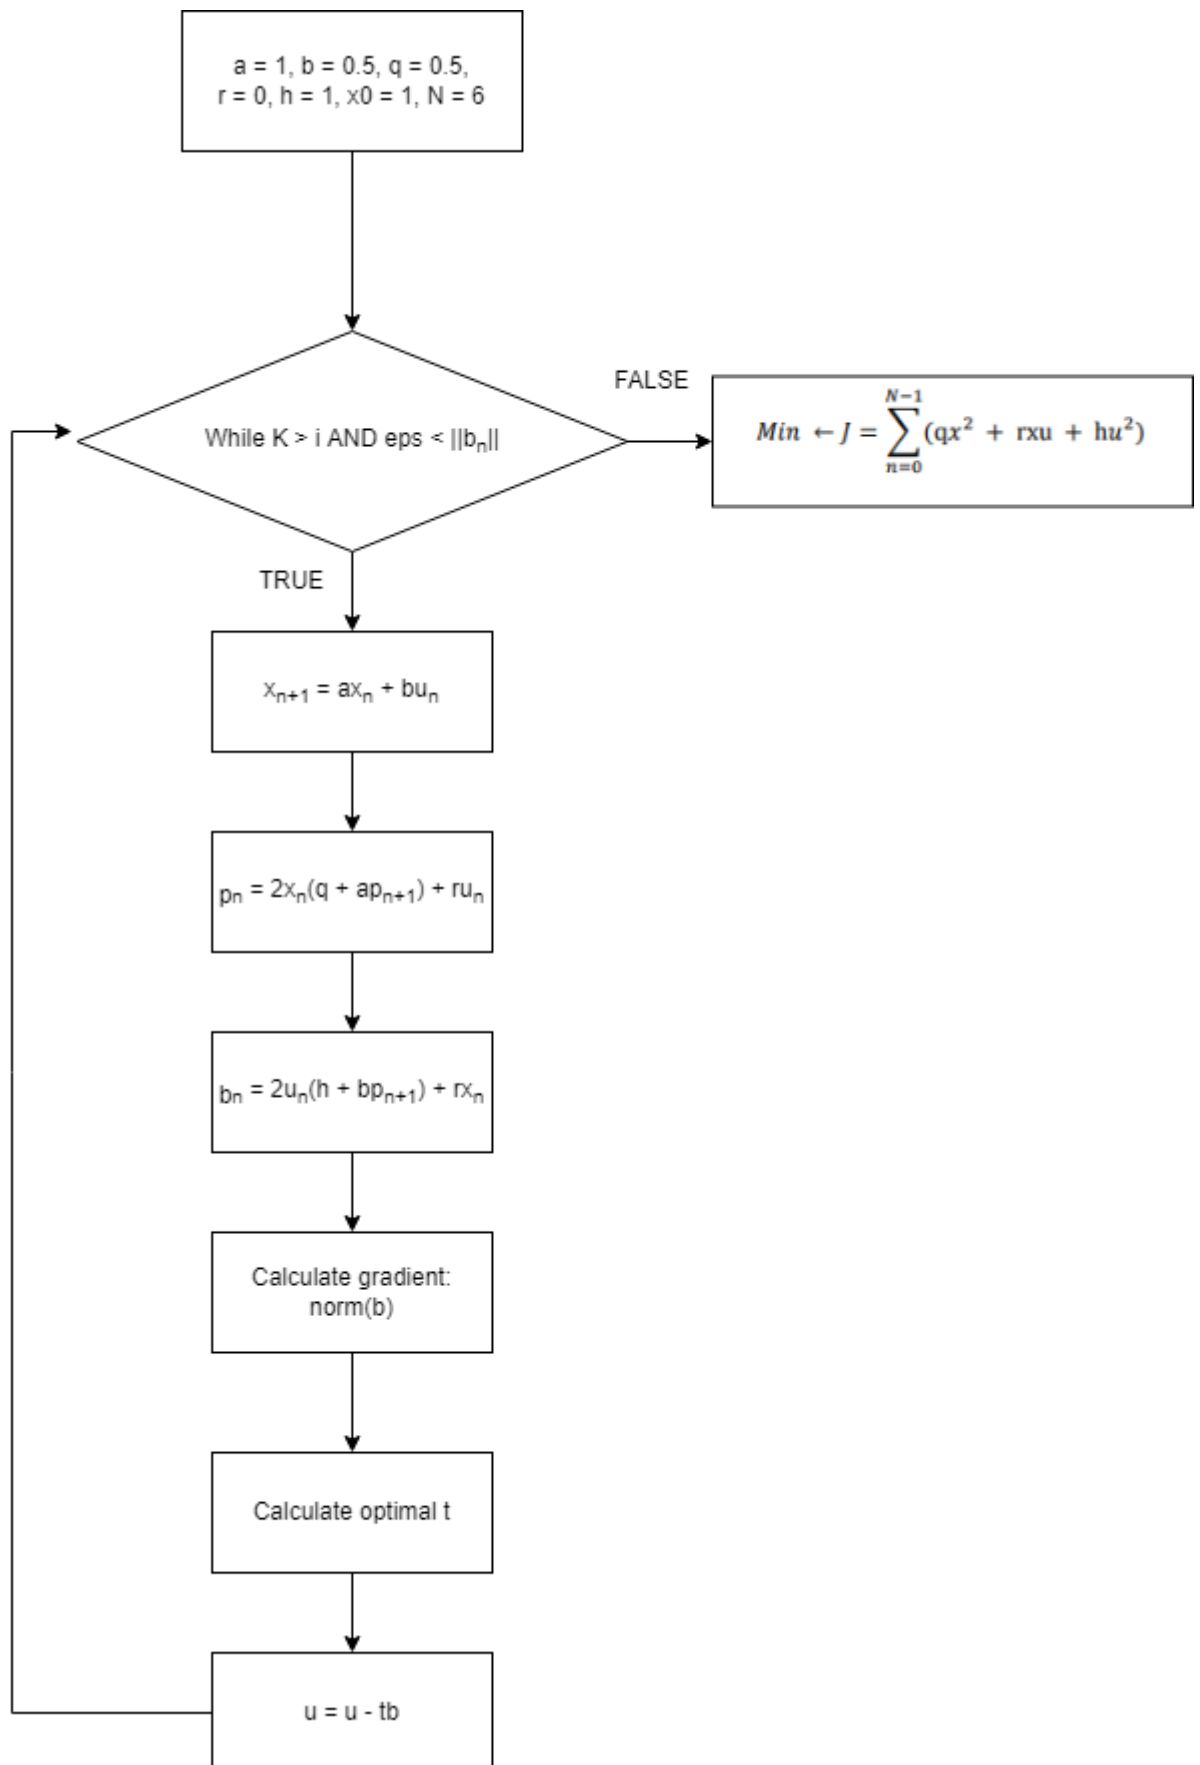 a = 1, b = 0.5, q = 0.5,
r = 0, h = 1, x0 = 1, N = 6
While K > i AND eps < ||bₙ||
FALSE
Min ← J = ∑_{n=0}^{N−1}(qx² + rxu + hu²)
TRUE
xₙ₊₁ = axₙ + buₙ
pₙ = 2xₙ(q + apₙ₊₁) + ruₙ
bₙ = 2uₙ(h + bpₙ₊₁) + rxₙ
Calculate gradient:
norm(b)
Calculate optimal t
u = u - tb